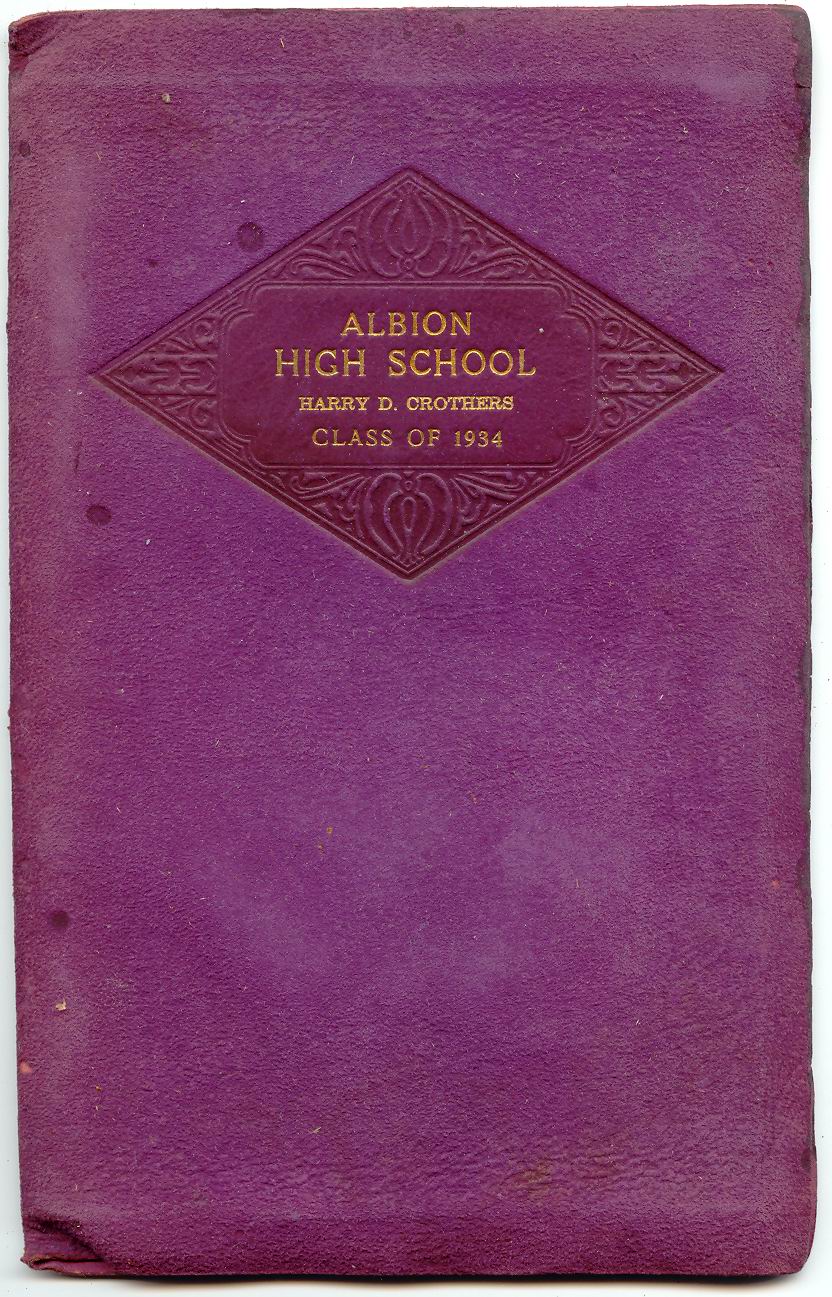 ALBION
HIGH SCHOOL
HARRY D. CROTHERS
CLASS OF 1934